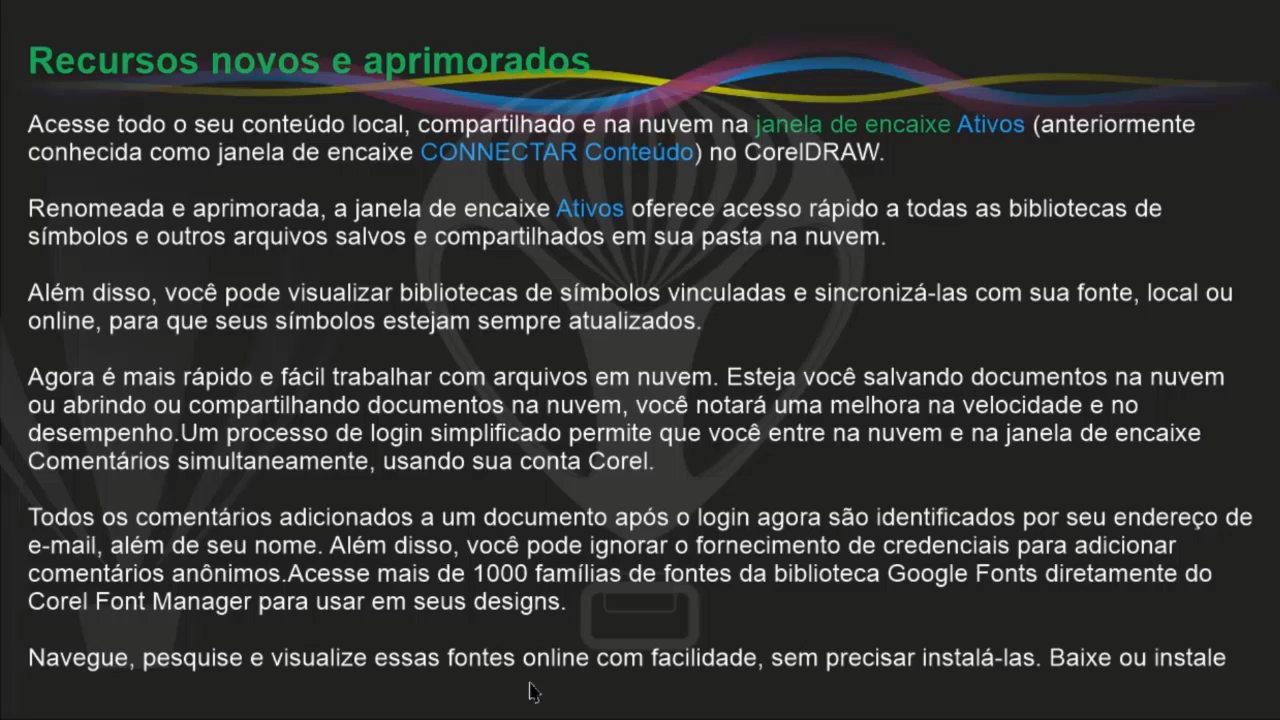 Recursos novos e aprimorados
Acesse todo o seu conteúdo local, compartilhado e na nuvem na janela de encaixe Ativos (anteriormente
conhecida como janela de encaixe CONNECTAR Conteúdo) no CorelDRAW.
Renomeada e aprimorada, a janela de encaixe Ativos oferece acesso rápido a todas as bibliotecas de
símbolos e outros arquivos salvos e compartilhados em sua pasta na nuvem.
Além disso, você pode visualizar bibliotecas de símbolos vinculadas e sincronizá-las com sua fonte, local ou
online, para que seus símbolos estejam sempre atualizados.
Agora é mais rápido e fácil trabalhar com arquivos em nuvem. Esteja você salvando documentos na nuvem
ou abrindo ou compartilhando documentos na nuvem, você notará uma melhora na velocidade e no
desempenho.Um processo de login simplificado permite que você entre na nuvem e na janela de encaixe
Comentários simultaneamente, usando sua conta Corel.
Todos os comentários adicionados a um documento após o login agora são identificados por seu endereço de
e-mail, além de seu nome. Além disso, você pode ignorar o fornecimento de credenciais para adicionar
comentários anônimos.Acesse mais de 1000 famílias de fontes da biblioteca Google Fonts diretamente do
Corel Font Manager para usar em seus designs.
Navegue, pesquise e visualize essas fontes online com facilidade, sem precisar instalá-las. Baixe ou instale